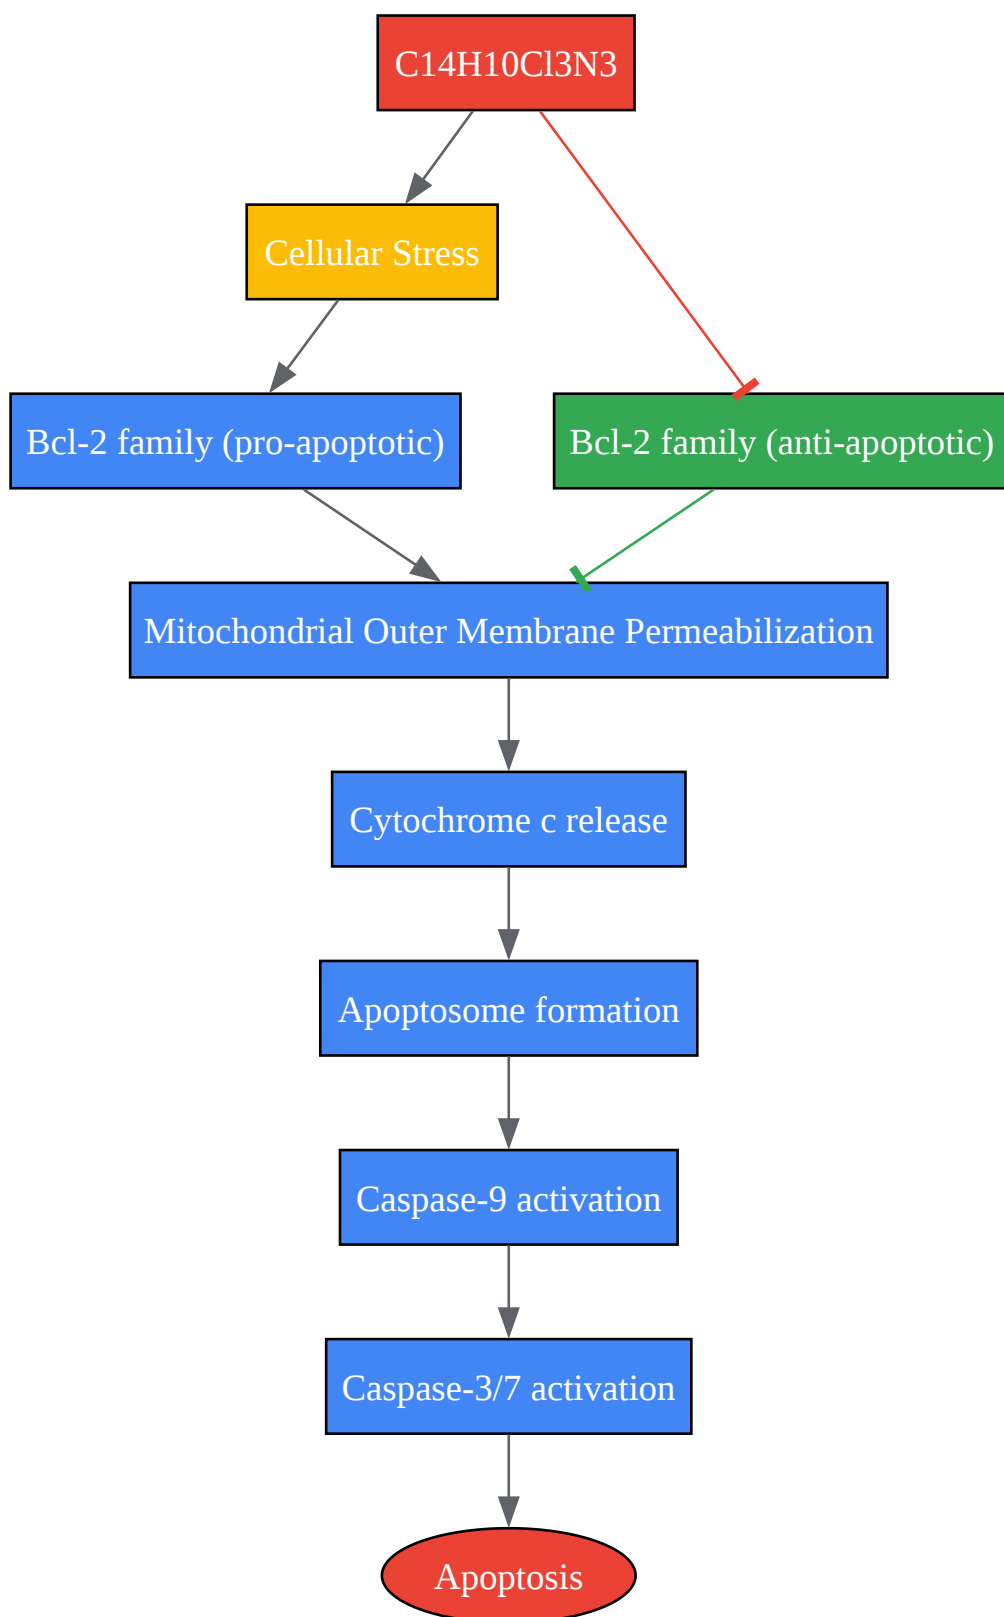 C14H10Cl3N3
Cellular Stress
Bcl-2 family (pro-apoptotic)
Bcl-2 family (anti-apoptotic)
Mitochondrial Outer Membrane Permeabilization
Cytochrome c release
Apoptosome formation
Caspase-9 activation
Caspase-3/7 activation
Apoptosis